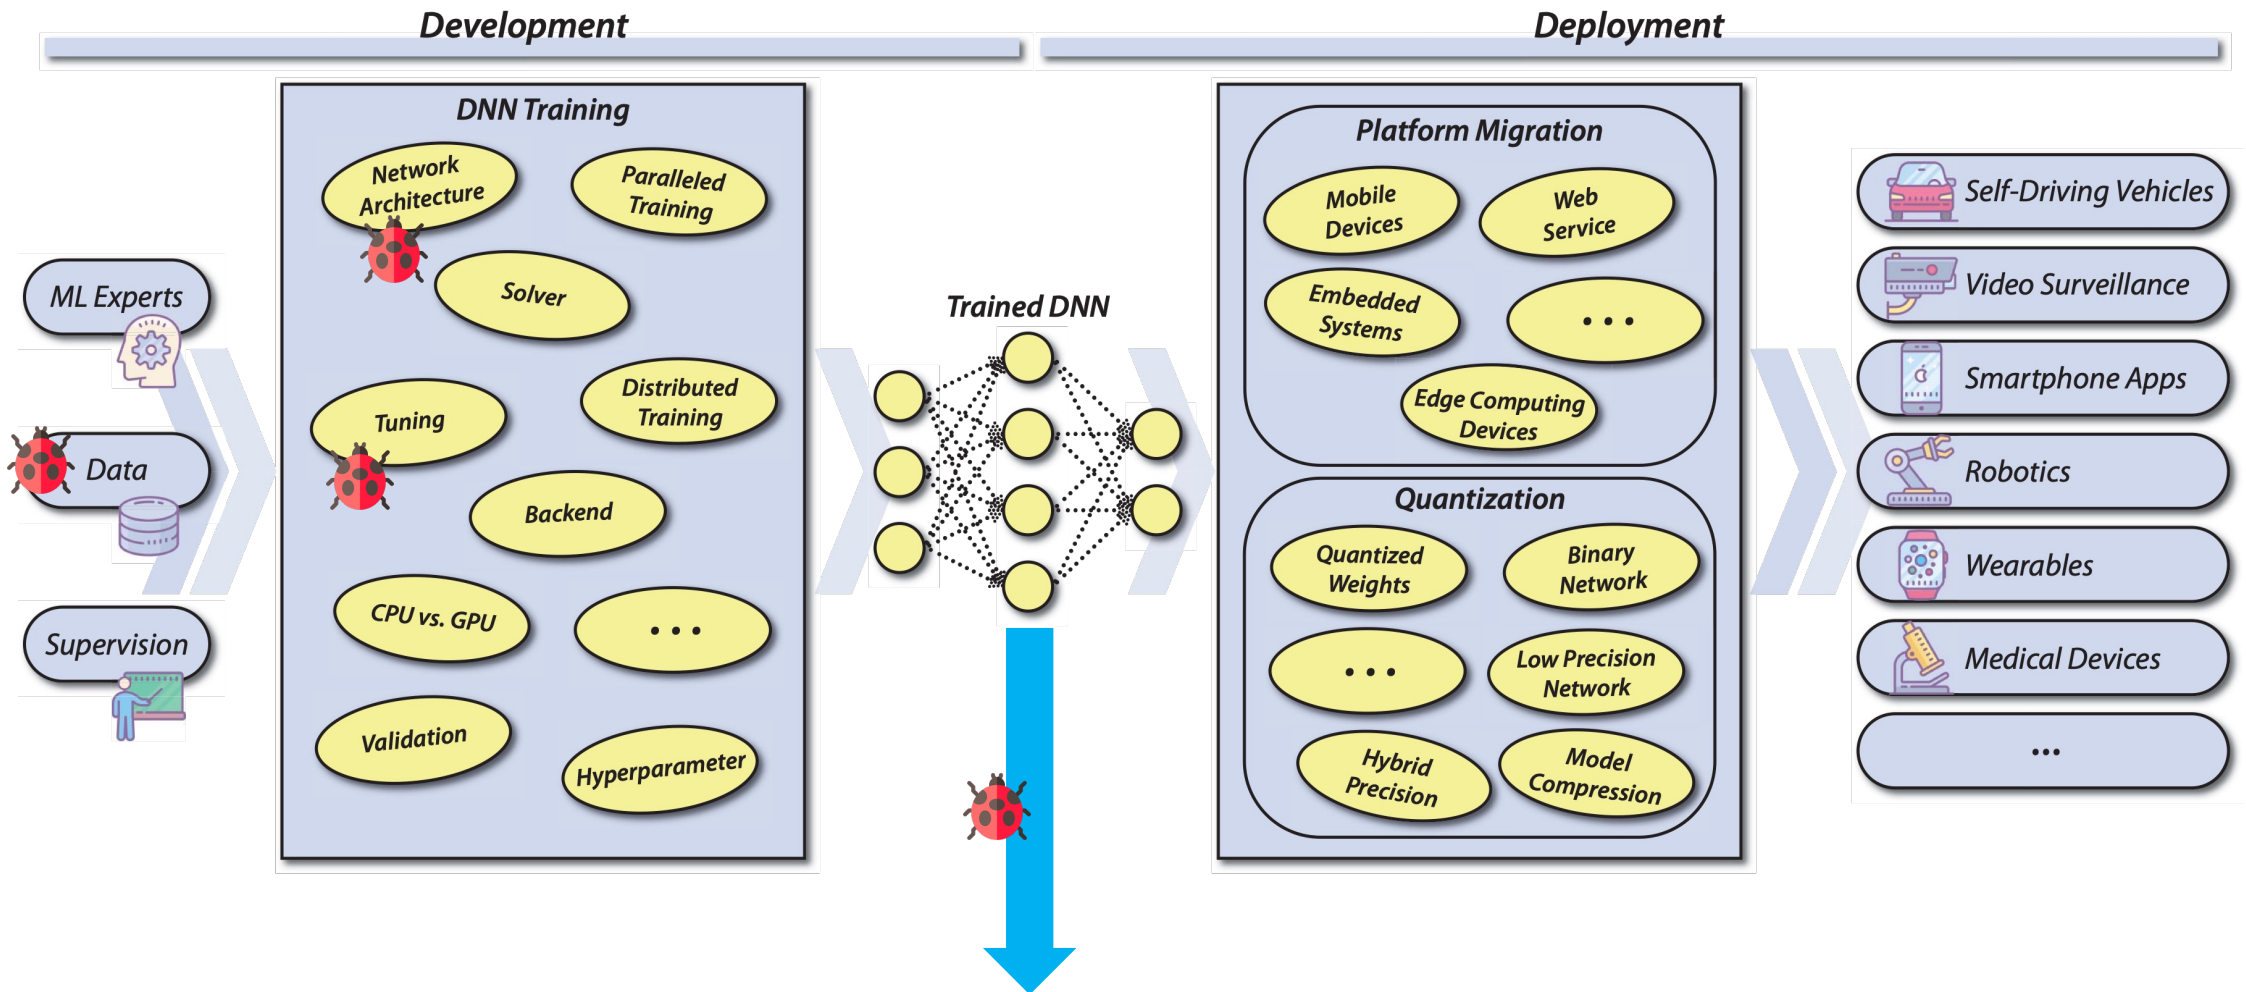 Development
Deployment
DNN Training
Network
Architecture
Paralleled
Training
Solver
Tuning
Distributed
Training
Backend
CPU vs. GPU
• • •
Validation
Hyperparameter
ML Experts
Data
Supervision
Trained DNN
Platform Migration
Mobile
Devices
Web
Service
Embedded
Systems
• • •
Edge Computing
Devices
Quantization
Quantized
Weights
Binary
Network
• • •
Low Precision
Network
Hybrid
Precision
Model
Compression
Self-Driving Vehicles
Video Surveillance
Smartphone Apps
Robotics
Wearables
Medical Devices
...